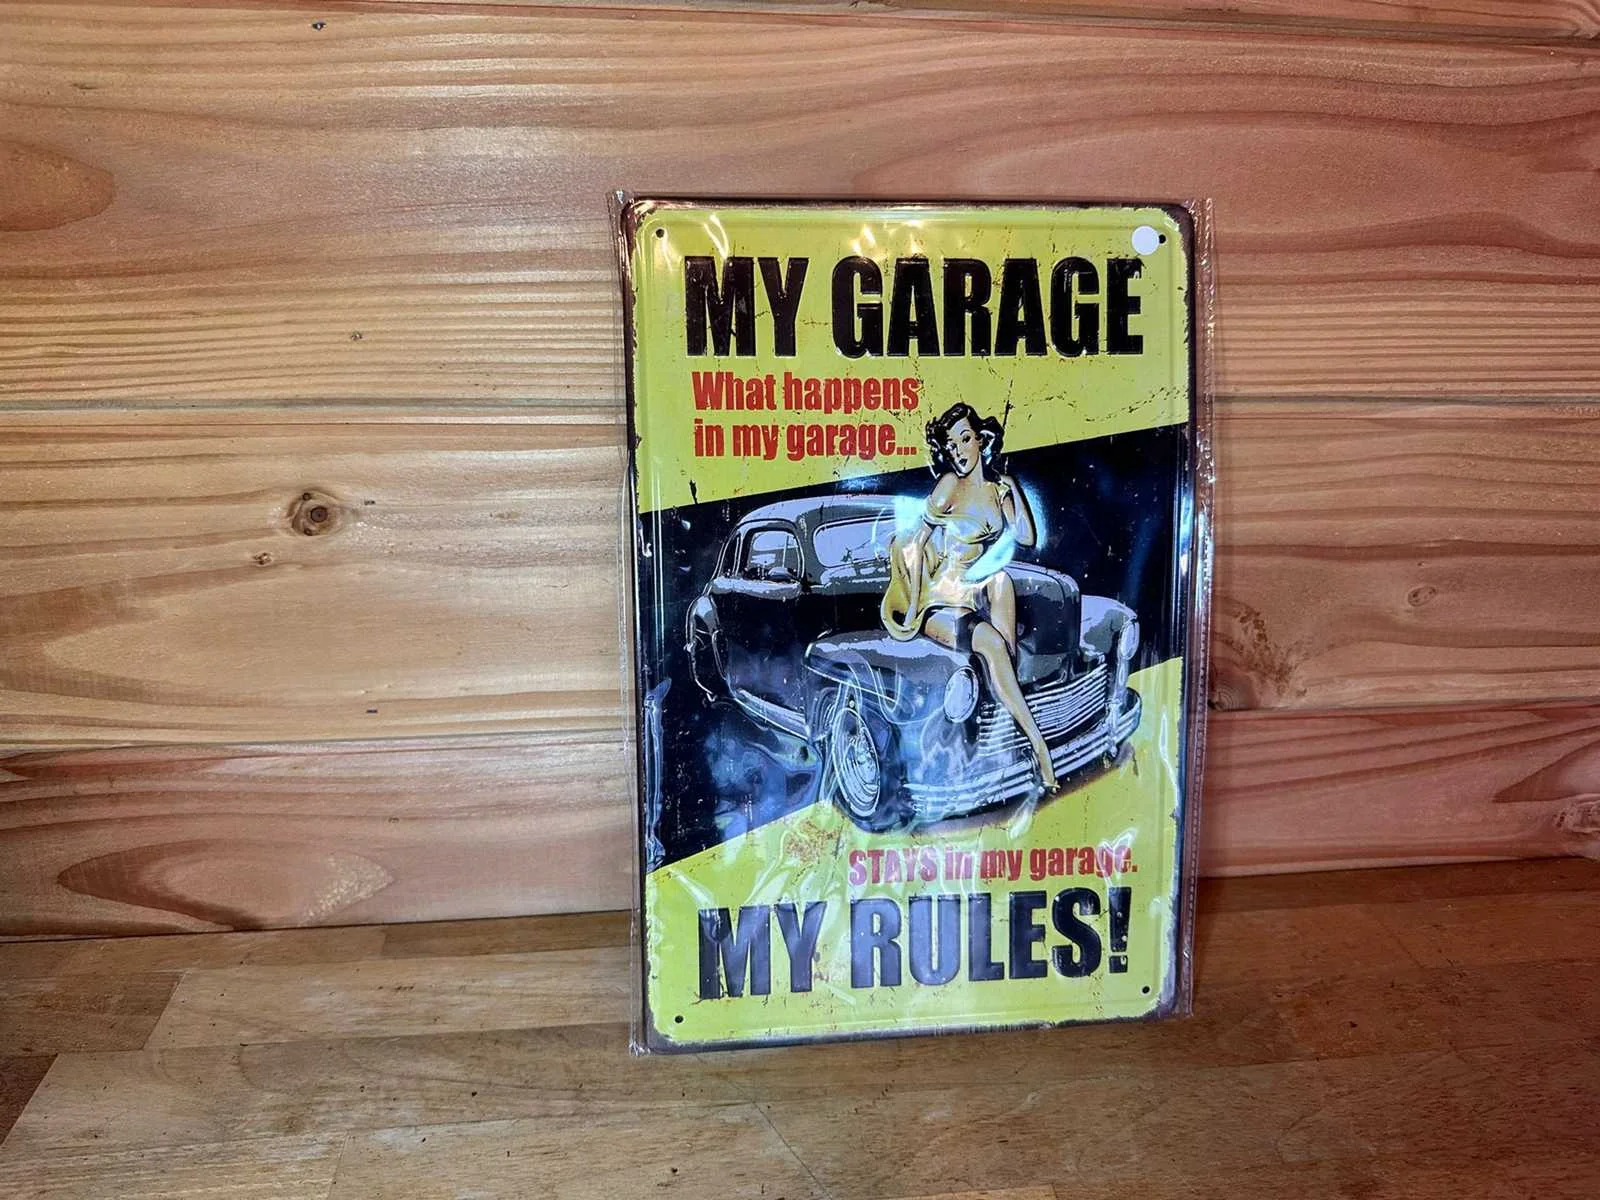 MY GARAGE
What happens
in my garage...
STAYS in my garage.
MY RULES!